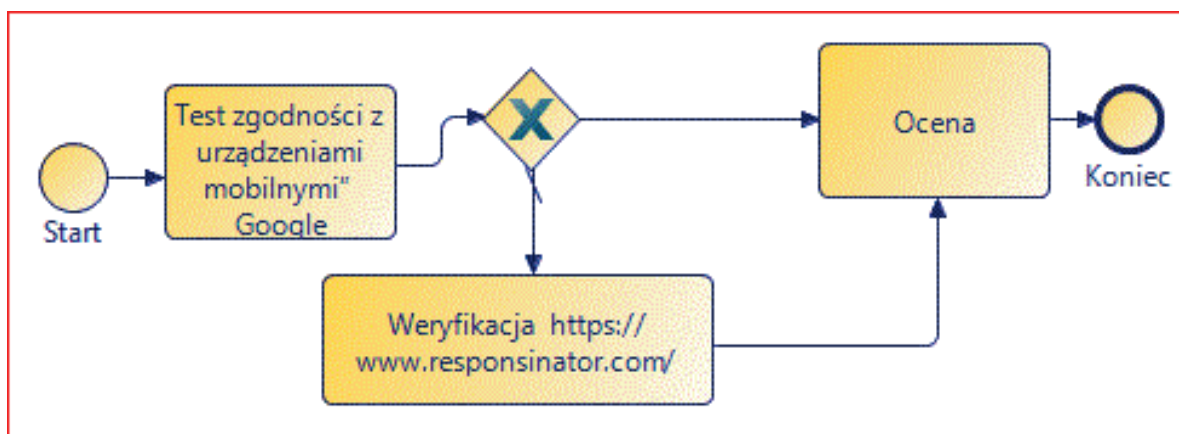 Test zgodności z
urządzeniami
mobilnymi"
Google
Start
X
Ocena
Koniec
Weryfikacja https://
www.responsinator.com/